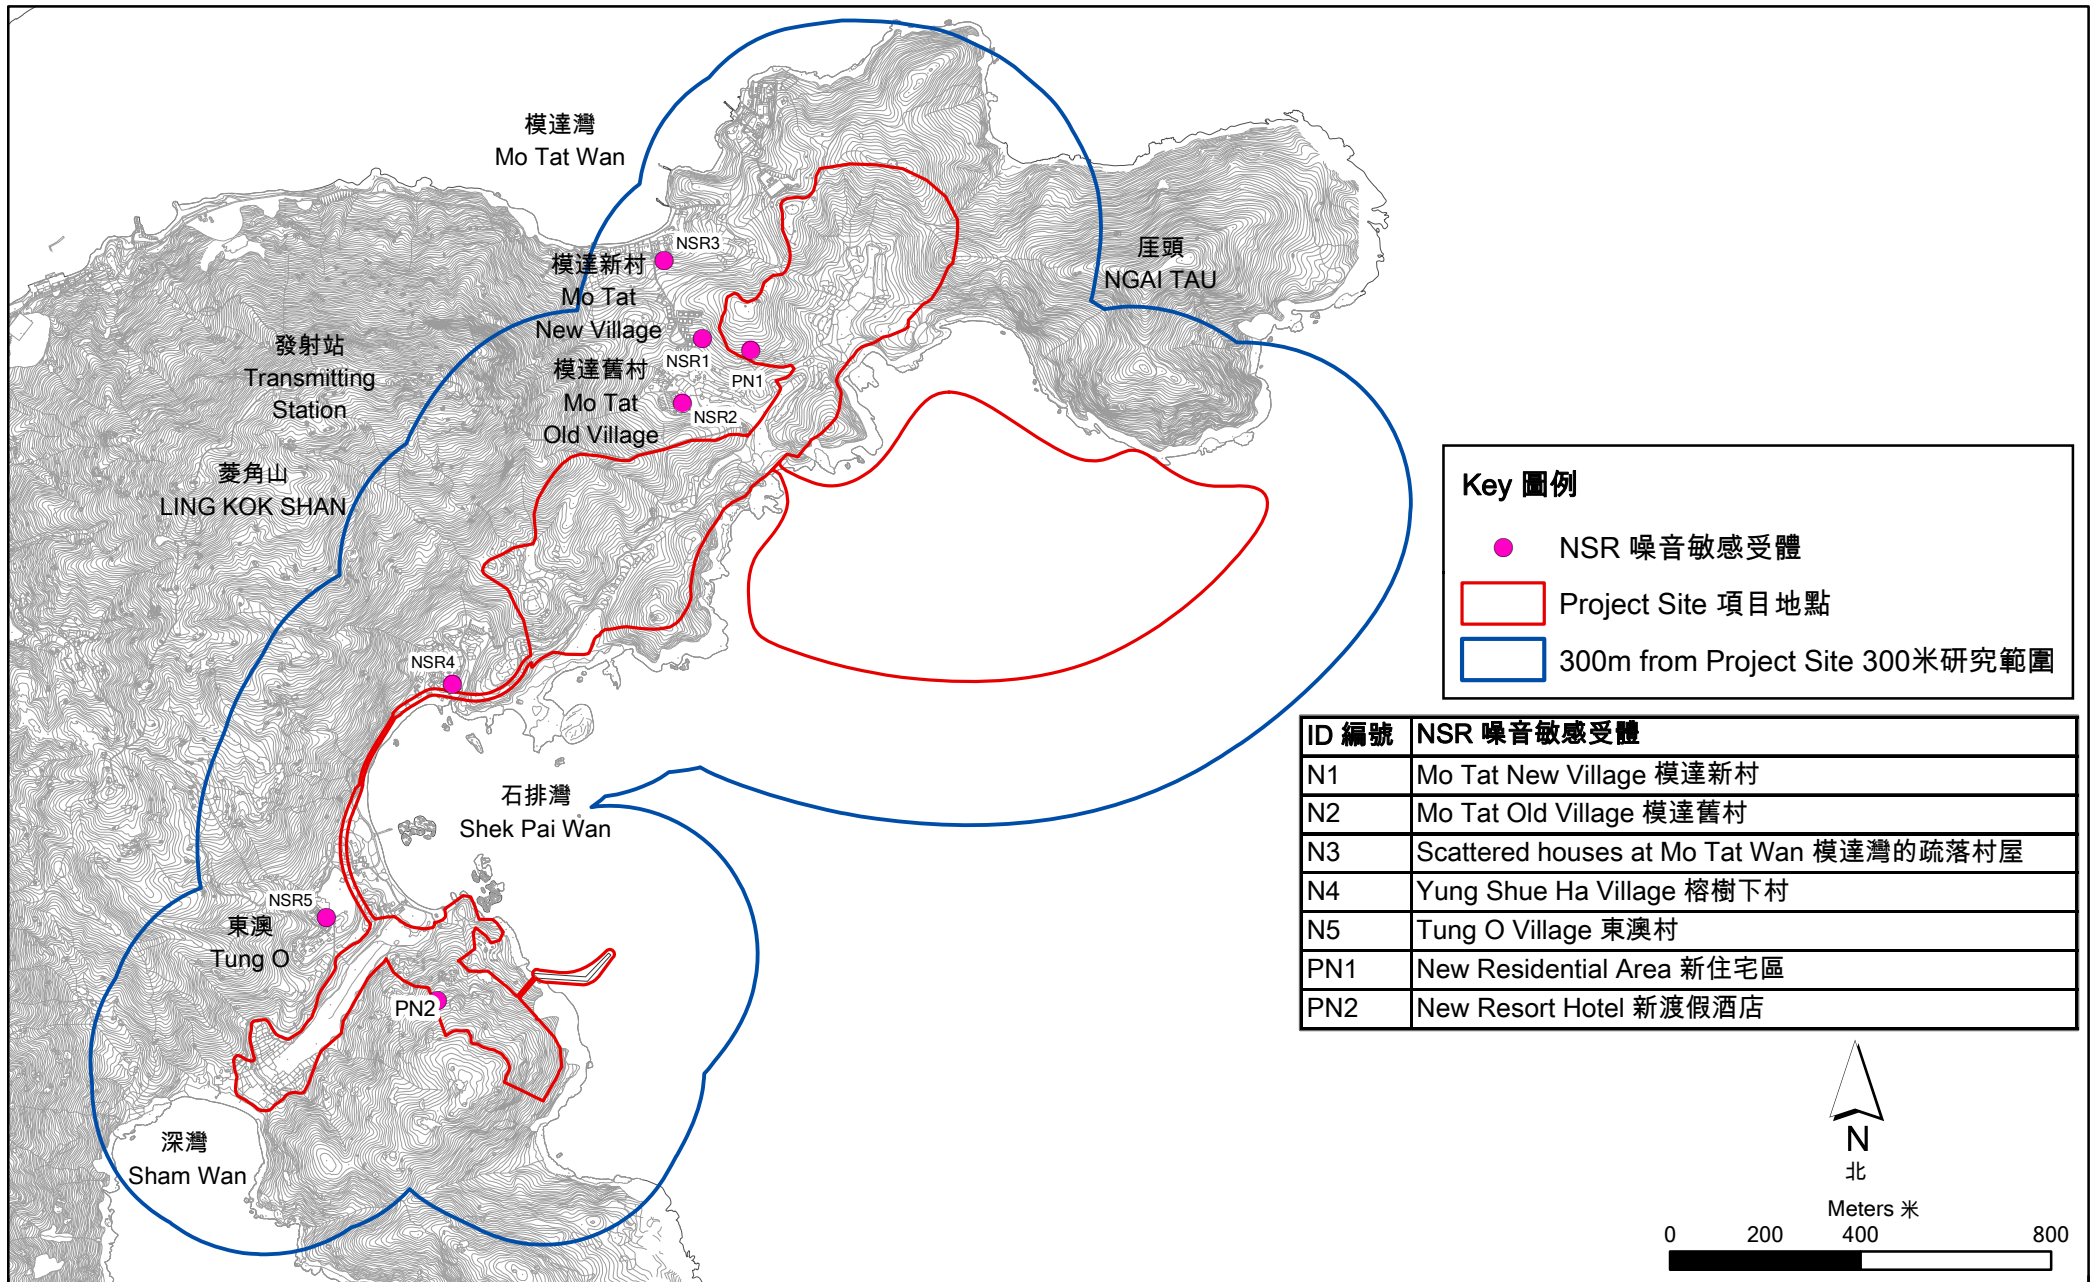 模達灣
Mo Tat Wan
NSR3
模達新村
Mo Tat
New Village
厓頭
NGAI TAU
發射站
Transmitting
Station
NSR1
PN1
模達舊村
Mo Tat
Old Village
NSR2
菱角山
LING KOK SHAN
NSR4
石排灣
Shek Pai Wan
NSR5
東澳
Tung O
PN2
深灣
Sham Wan
Key 圖例
NSR 噪音敏感受體
Project Site 項目地點
300m from Project Site 300米研究範圍
ID 編號 NSR 噪音敏感受體
N1 Mo Tat New Village 模達新村
N2 Mo Tat Old Village 模達舊村
N3 Scattered houses at Mo Tat Wan 模達灣的疏落村屋
N4 Yung Shue Ha Village 榕樹下村
N5 Tung O Village 東澳村
PN1 New Residential Area 新住宅區
PN2 New Resort Hotel 新渡假酒店
N
北
Meters 米
0 200 400 800